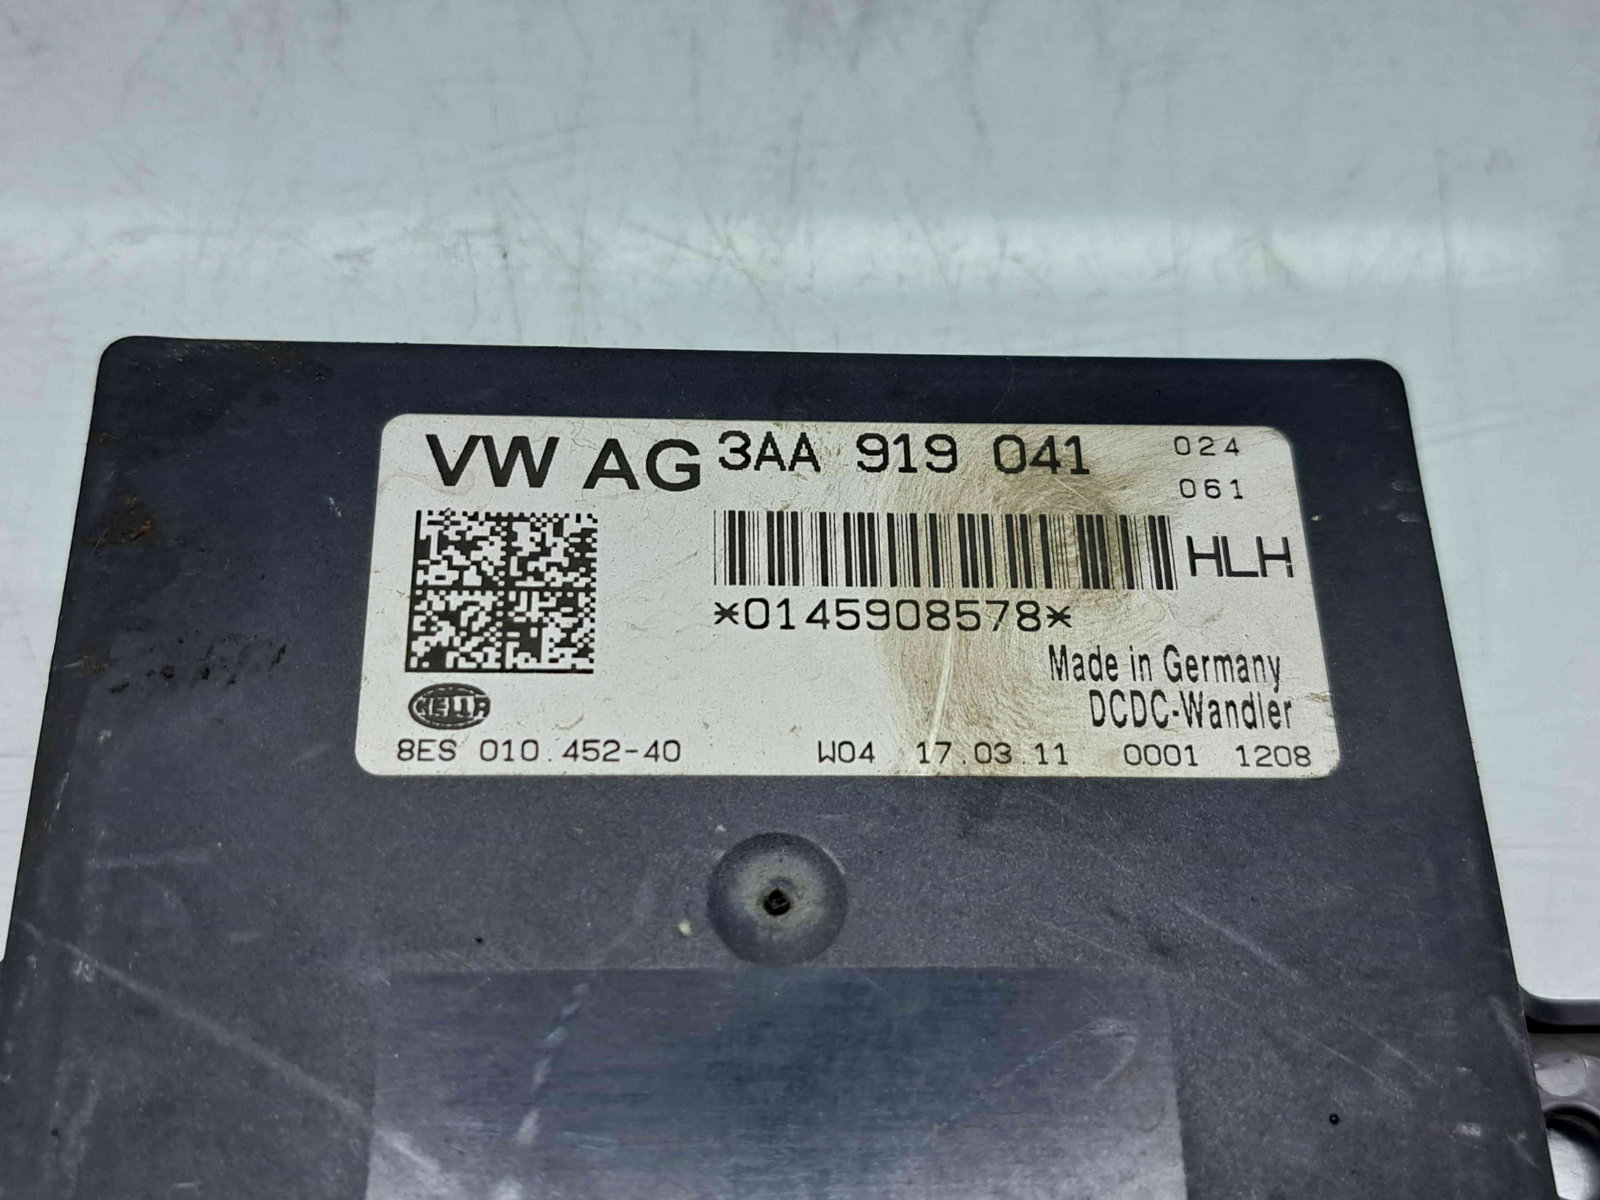 VW AG 3AA 919 041 024
061
HLH
*0145908578*
Made in Germany
DCDC-Wandler
HELLA
8ES 010.452-40 W04 17.03.11 0001 1208